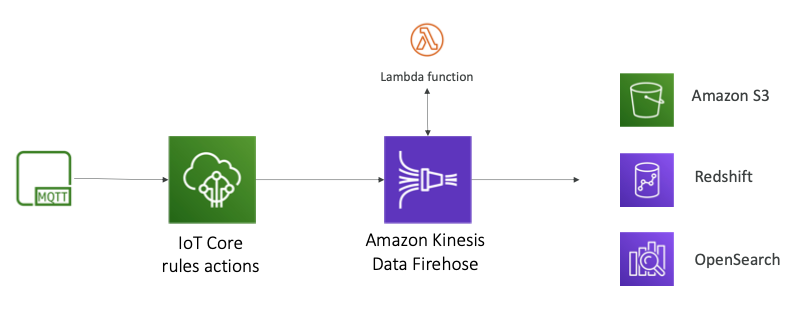 Lambda function
Amazon S3
MQTT
Redshift
IoT Core
rules actions
Amazon Kinesis
Data Firehose
OpenSearch